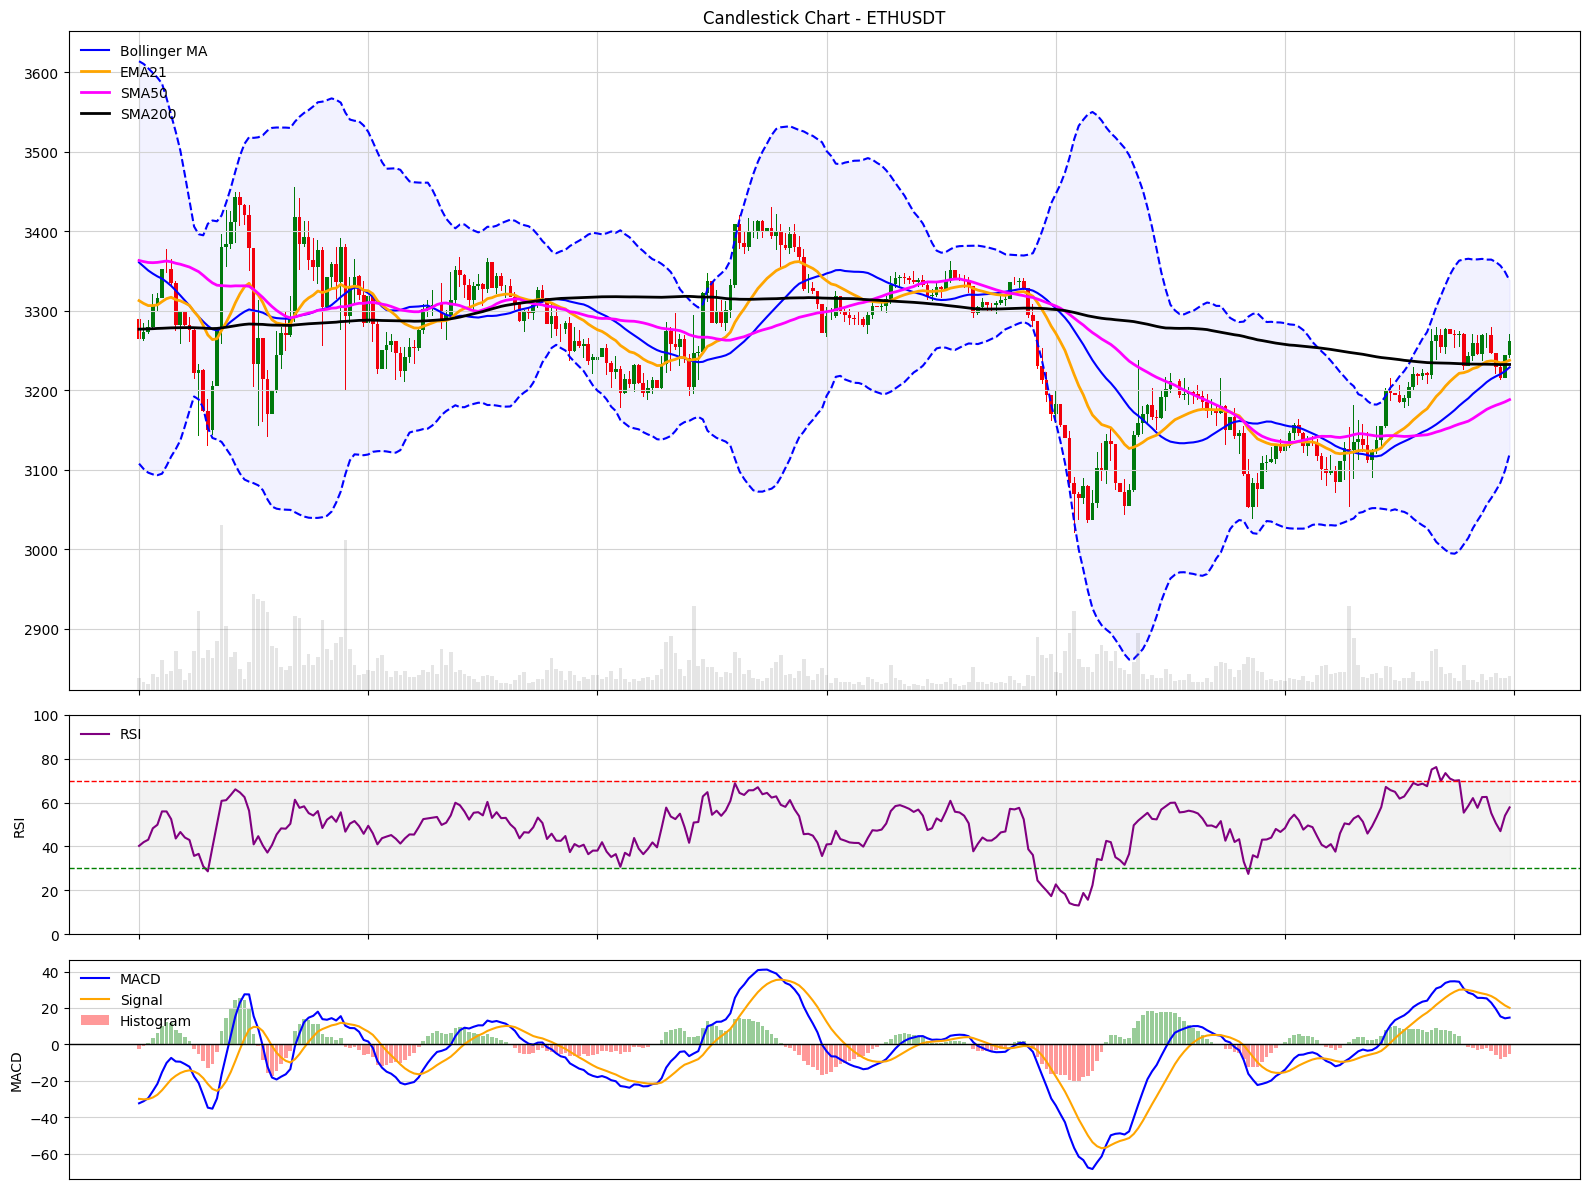 Candlestick Chart - ETHUSDT
Bollinger MA
EMA21
SMA50
SMA200
3600
3500
3400
3300
3200
3100
3000
2900
RSI
RSI
100
80
60
40
20
0
MACD
Signal
Histogram
MACD
40
20
0
−20
−40
−60